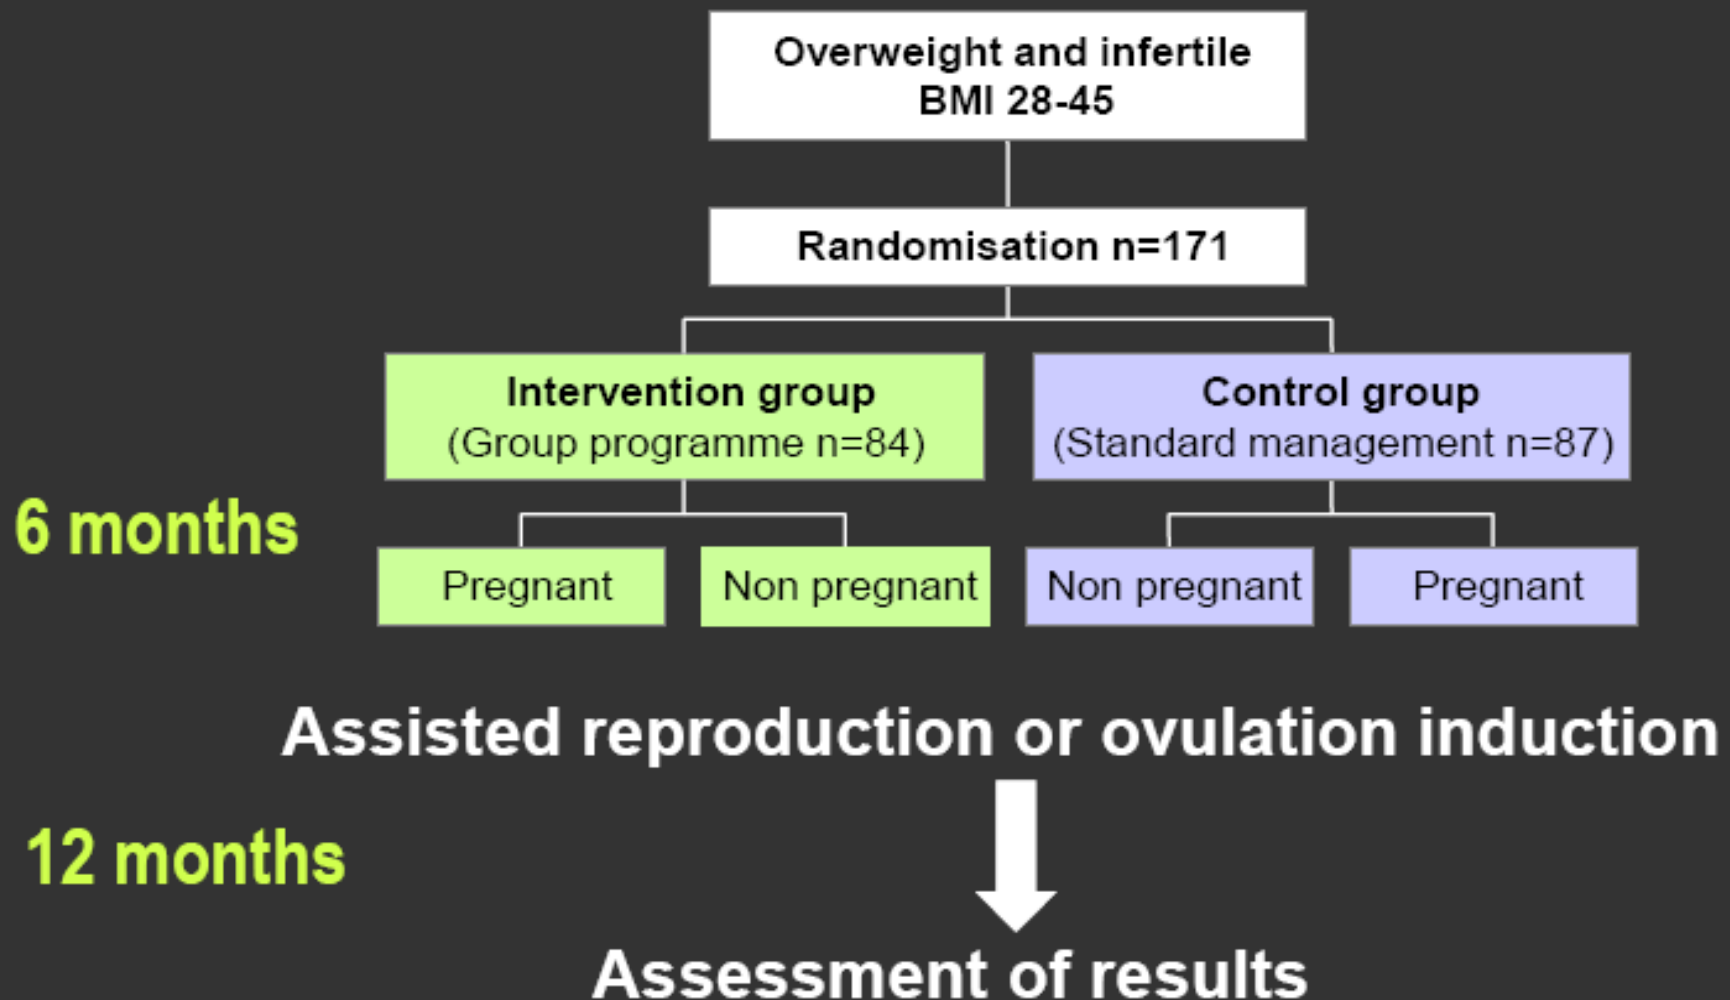 Overweight and infertile
BMI 28-45
Randomisation n=171
Intervention group
(Group programme n=84)
Control group
(Standard management n=87)
6 months
Pregnant
Non pregnant
Non pregnant
Pregnant
Assisted reproduction or ovulation induction
12 months
Assessment of results